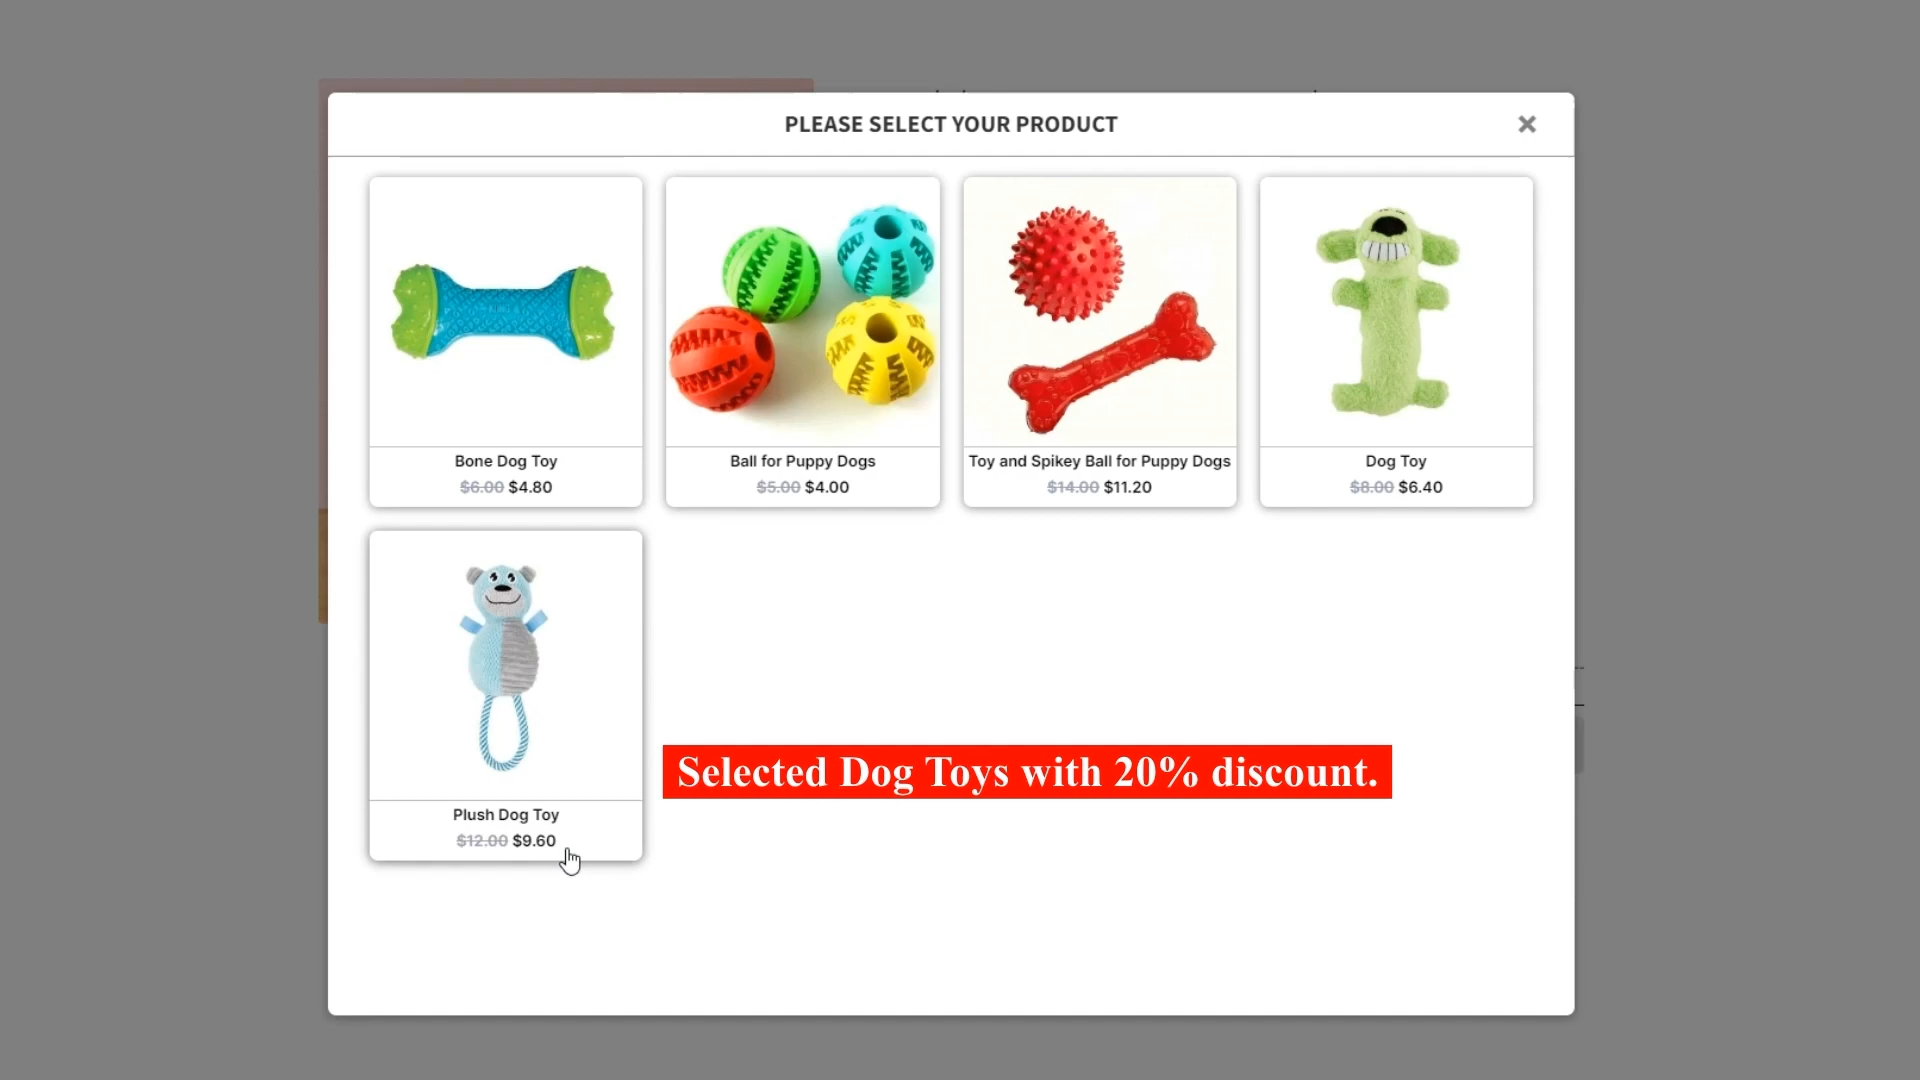 PLEASE SELECT YOUR PRODUCT
Bone Dog Toy
$6.00 $4.80
Ball for Puppy Dogs
$5.00 $4.00
Toy and Spikey Ball for Puppy Dogs
$14.00 $11.20
Dog Toy
$8.00 $6.40
Plush Dog Toy
$12.00 $9.60
Selected Dog Toys with 20% discount.